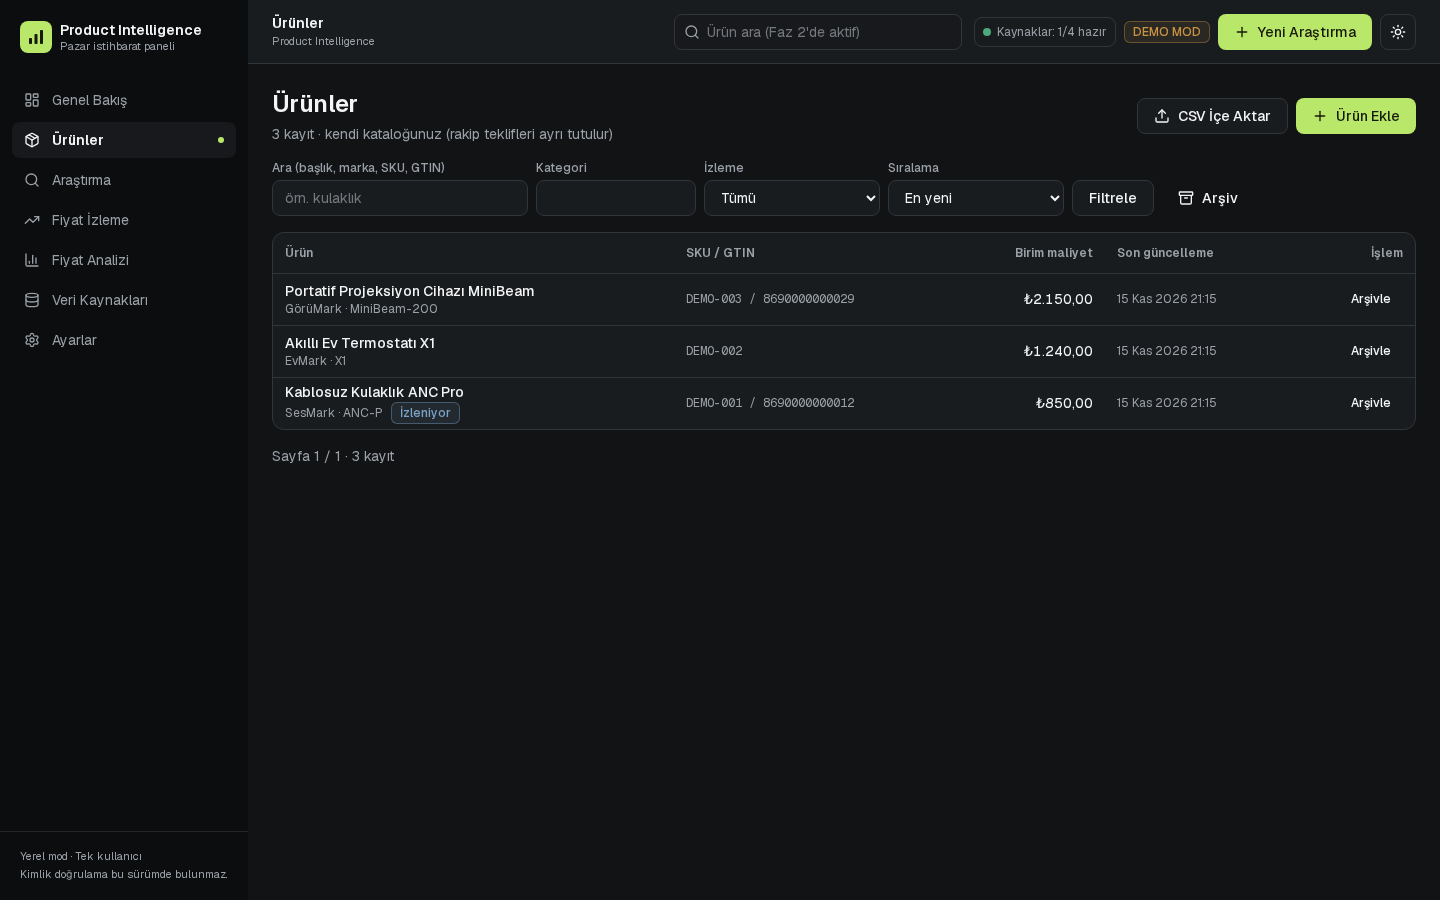 Product Intelligence
Pazar istihbarat paneli
Genel Bakış
Ürünler
Araştırma
Fiyat İzleme
Fiyat Analizi
Veri Kaynakları
Ayarlar
Yerel mod · Tek kullanıcı
Kimlik doğrulama bu sürümde bulunmaz.
Ürünler
Product Intelligence
Ürün ara (Faz 2'de aktif)
Kaynaklar: 1/4 hazır
DEMO MOD
Yeni Araştırma
Ürünler
3 kayıt · kendi kataloğunuz (rakip teklifleri ayrı tutulur)
CSV İçe Aktar
Ürün Ekle
Ara (başlık, marka, SKU, GTIN) Kategori İzleme Sıralama
örn. kulaklık Tümü En yeni Filtrele Arşiv
Ürün SKU / GTIN Birim maliyet Son güncelleme İşlem
Portatif Projeksiyon Cihazı MiniBeam
GörüMark · MiniBeam-200
DEMO-003 / 8690000000029 ₺2.150,00 15 Kas 2026 21:15 Arşivle
Akıllı Ev Termostatı X1
EvMark · X1
DEMO-002 ₺1.240,00 15 Kas 2026 21:15 Arşivle
Kablosuz Kulaklık ANC Pro
SesMark · ANC-P İzleniyor
DEMO-001 / 8690000000012 ₺850,00 15 Kas 2026 21:15 Arşivle
Sayfa 1 / 1 · 3 kayıt